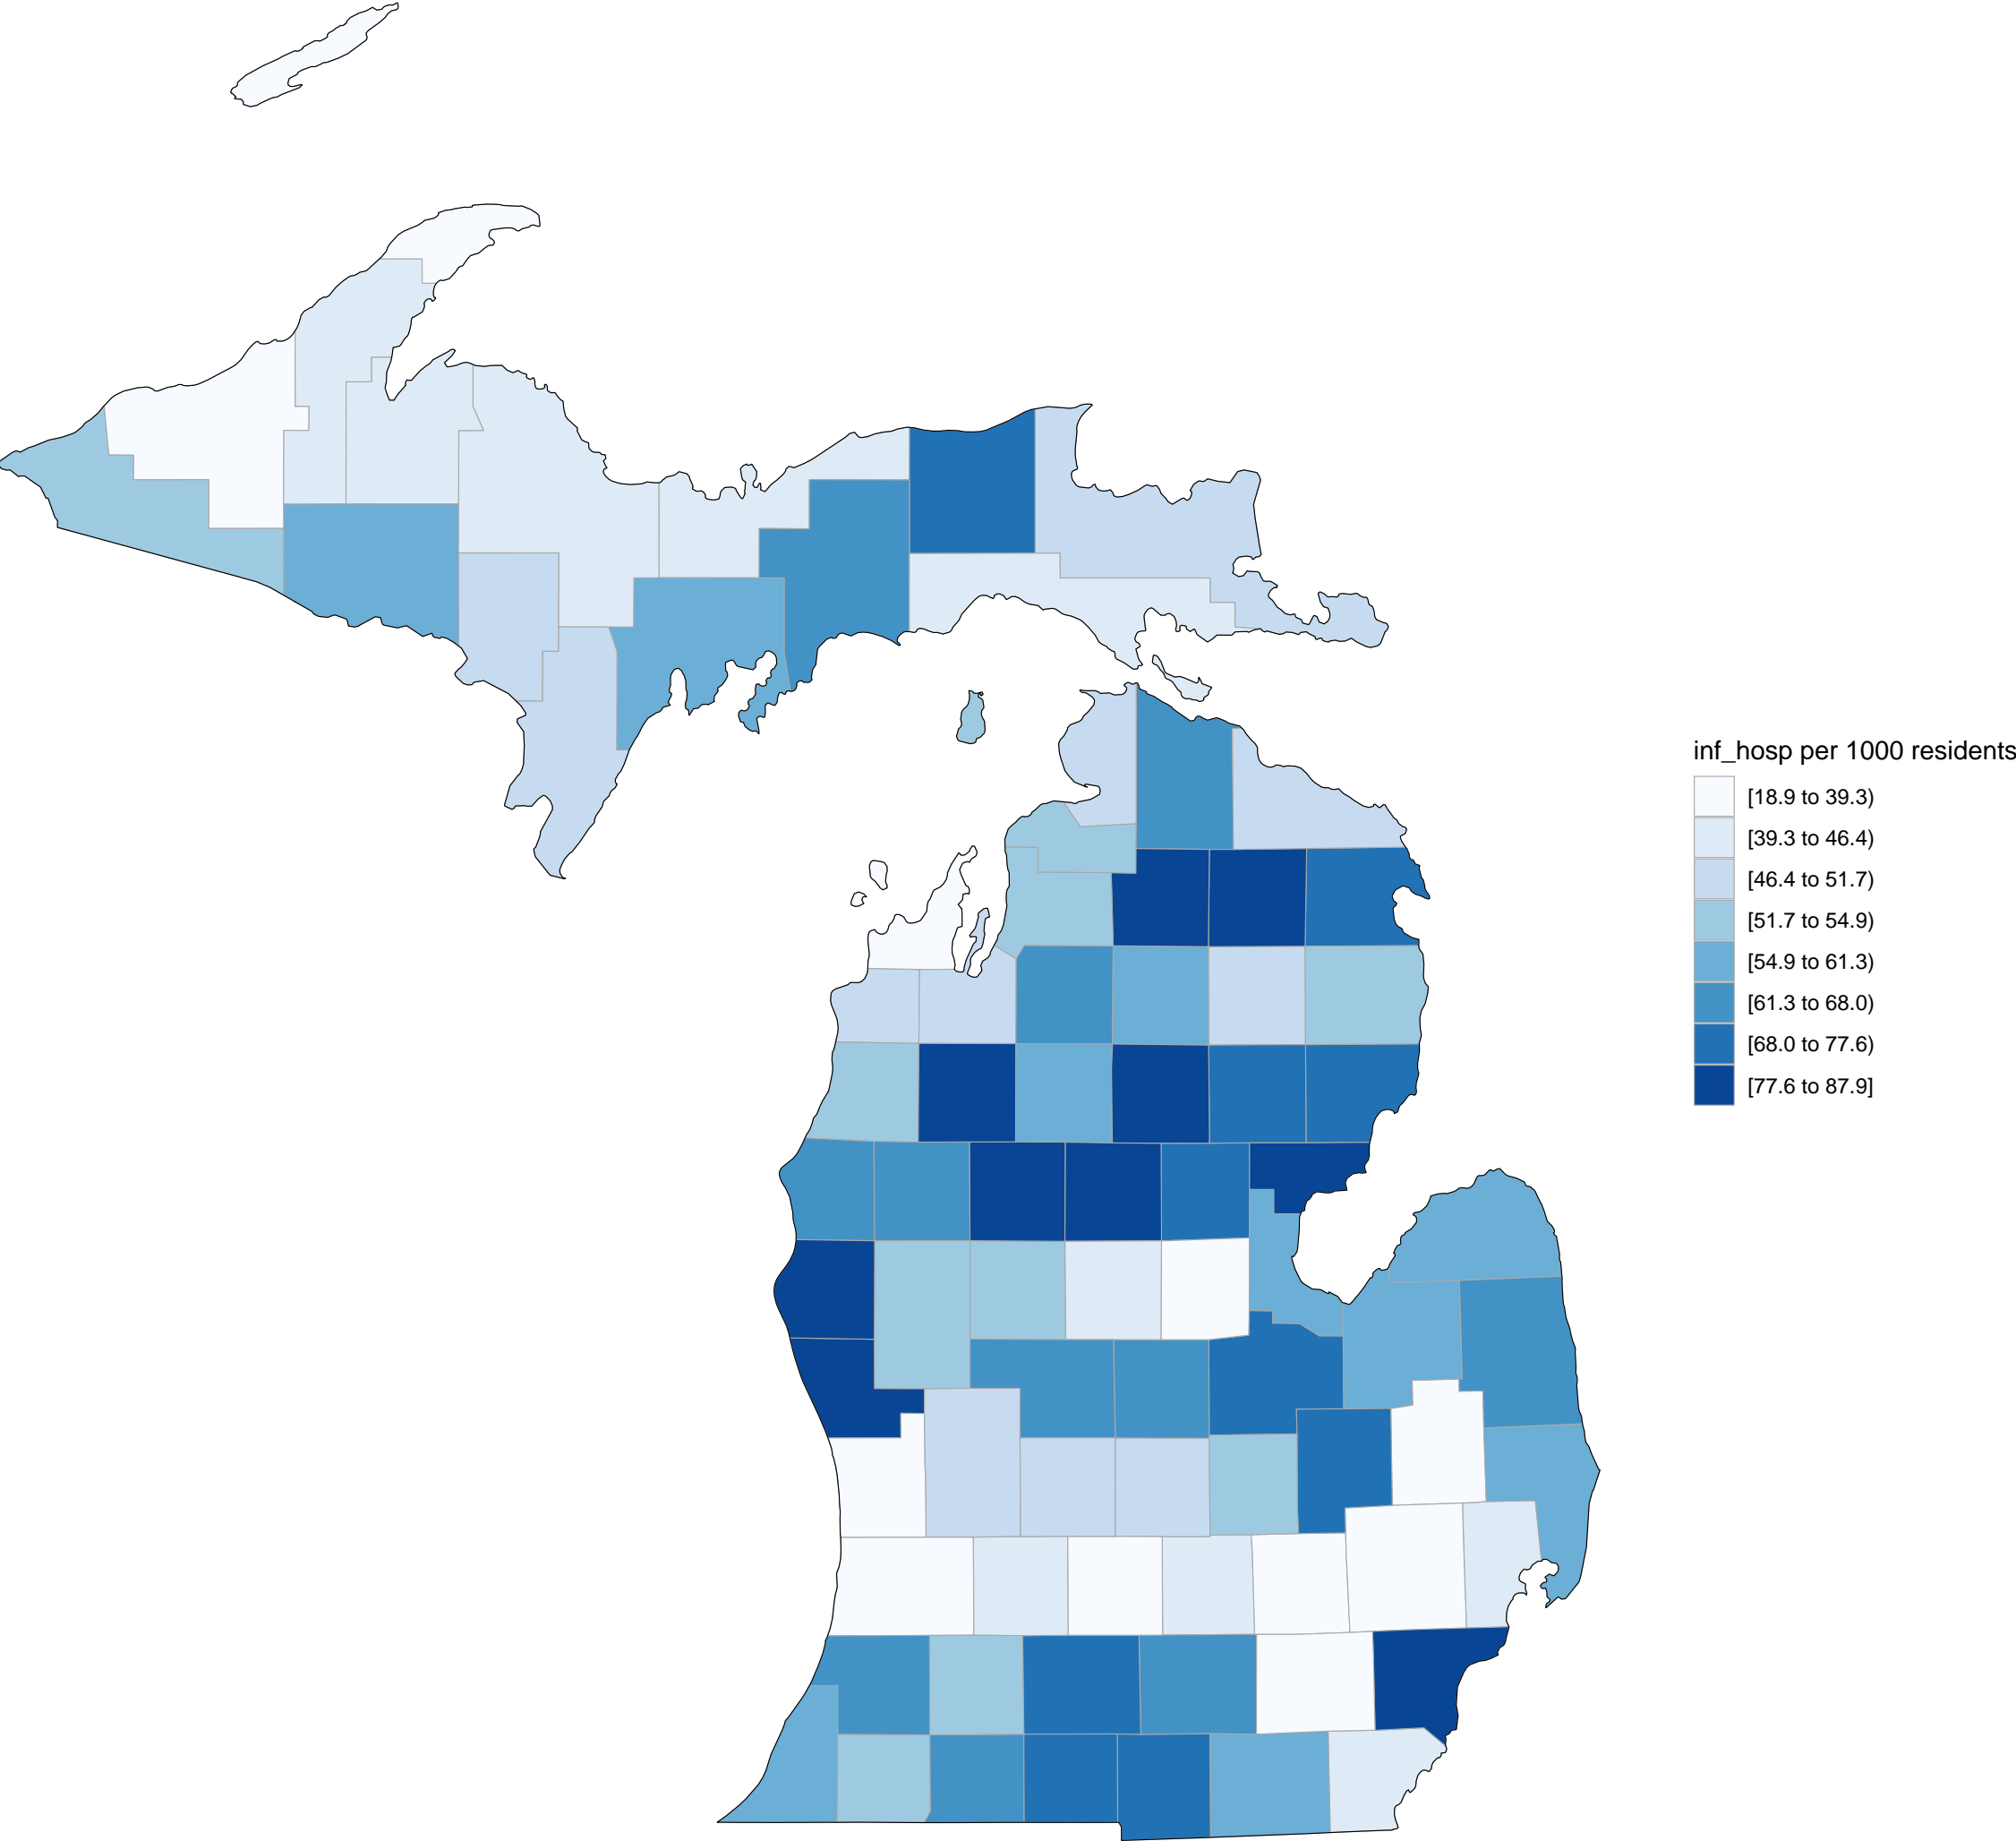 inf_hosp per 1000 residents
[18.9 to 39.3)
[39.3 to 46.4)
[46.4 to 51.7)
[51.7 to 54.9)
[54.9 to 61.3)
[61.3 to 68.0)
[68.0 to 77.6)
[77.6 to 87.9]